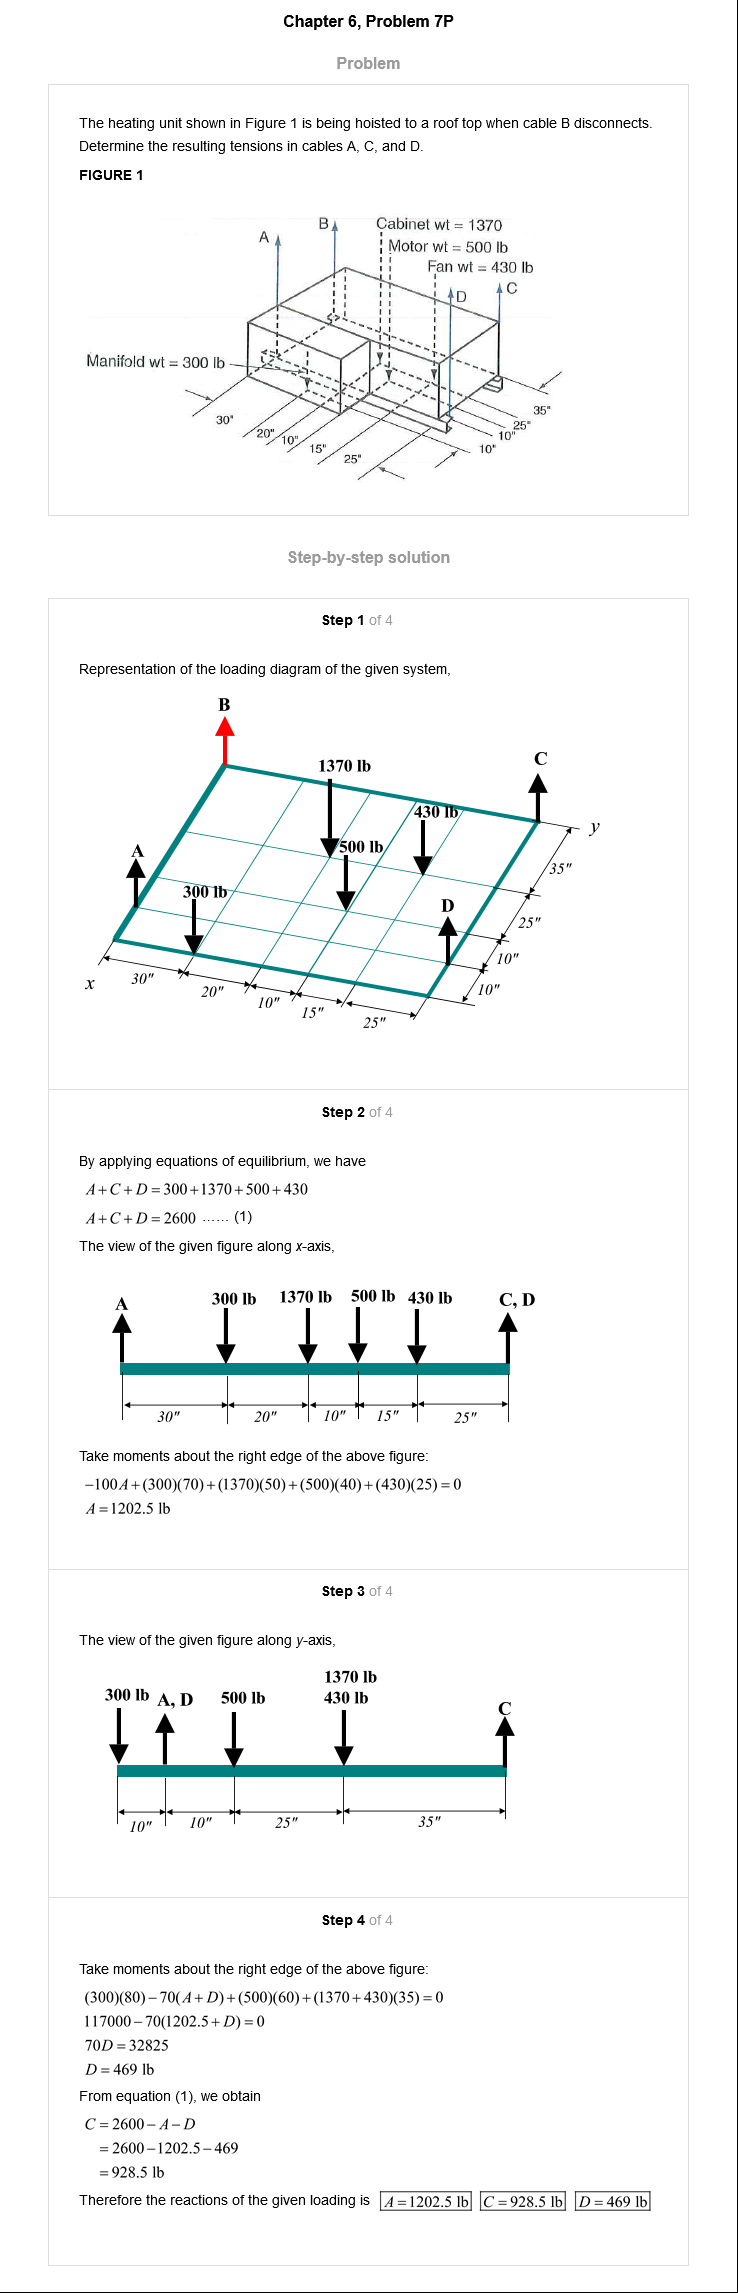 Chapter 6, Problem 7P
Problem
The heating unit shown in Figure 1 is being hoisted to a roof top when cable B disconnects.
Determine the resulting tensions in cables A, C, and D.
FIGURE 1
B
Cabinet wt = 1370
A
Motor wt = 500 lb
Fan wt = 430 lb
C
D
Manifold wt = 300 lb
35"
30"
25"
20"
10"
10"
15"
10"
25"
Step-by-step solution
Step 1 of 4
Representation of the loading diagram of the given system,
B
C
1370 lb
430 lb
y
A
500 lb
35"
300 lb
D
25"
10"
x
30"
20"
10"
10"
15"
25"
Step 2 of 4
By applying equations of equilibrium, we have
A+C+D=300+1370+500+430
A+C+D=2600 ...... (1)
The view of the given figure along x-axis,
A
300 lb
1370 lb
500 lb
430 lb
C, D
30"
20"
10"
15"
25"
Take moments about the right edge of the above figure:
−100A+(300)(70)+(1370)(50)+(500)(40)+(430)(25)=0
A=1202.5 lb
Step 3 of 4
The view of the given figure along y-axis,
1370 lb
300 lb
A, D
500 lb
430 lb
C
10"
10"
25"
35"
Step 4 of 4
Take moments about the right edge of the above figure:
(300)(80)−70(A+D)+(500)(60)+(1370+430)(35)=0
117000−70(1202.5+D)=0
70D=32825
D=469 lb
From equation (1), we obtain
C=2600−A−D
=2600−1202.5−469
=928.5 lb
Therefore the reactions of the given loading is A=1202.5 lb C=928.5 lb D=469 lb